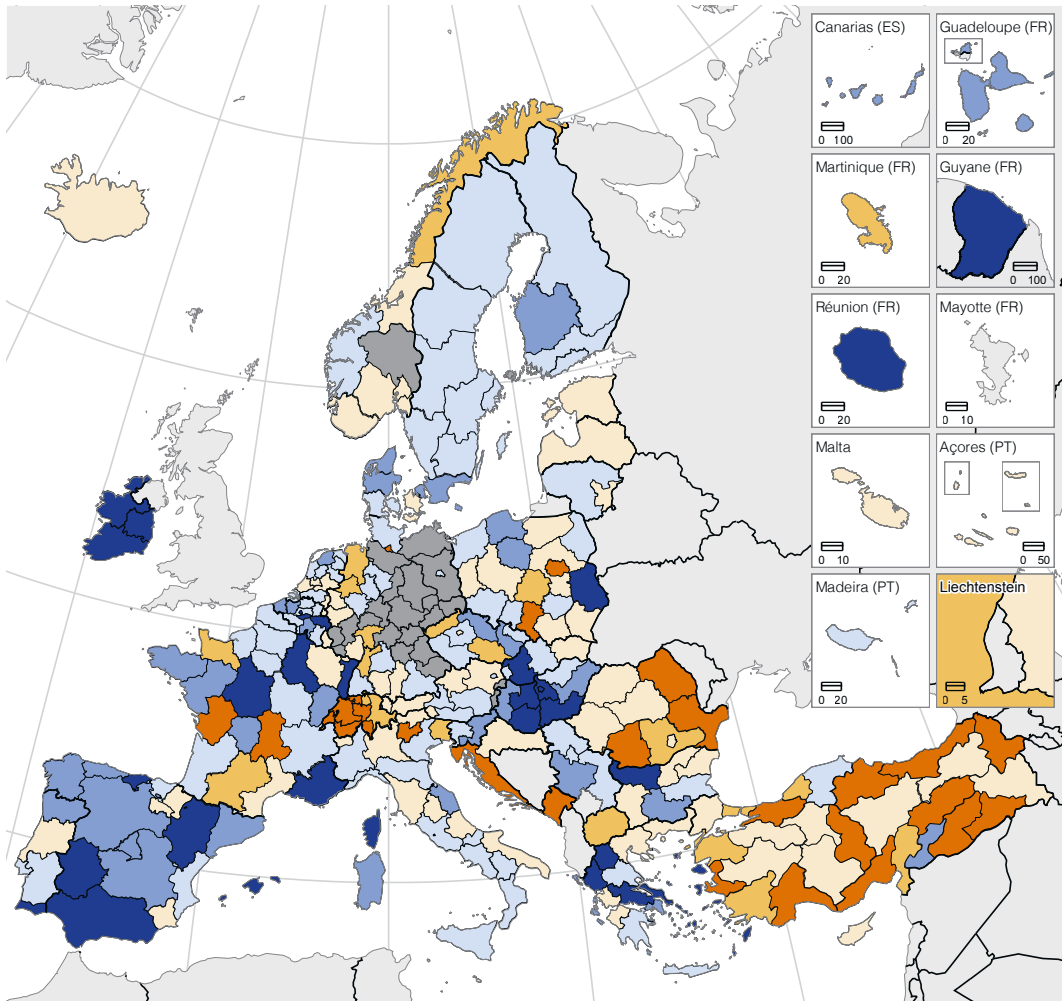 Canarias (ES)
0 100
Guadeloupe (FR)
0 20
Martinique (FR)
0 20
Guyane (FR)
0 100
Réunion (FR)
0 20
Mayotte (FR)
0 10
Malta
0 10
Açores (PT)
0 50
Madeira (PT)
0 20
Liechtenstein
0 5